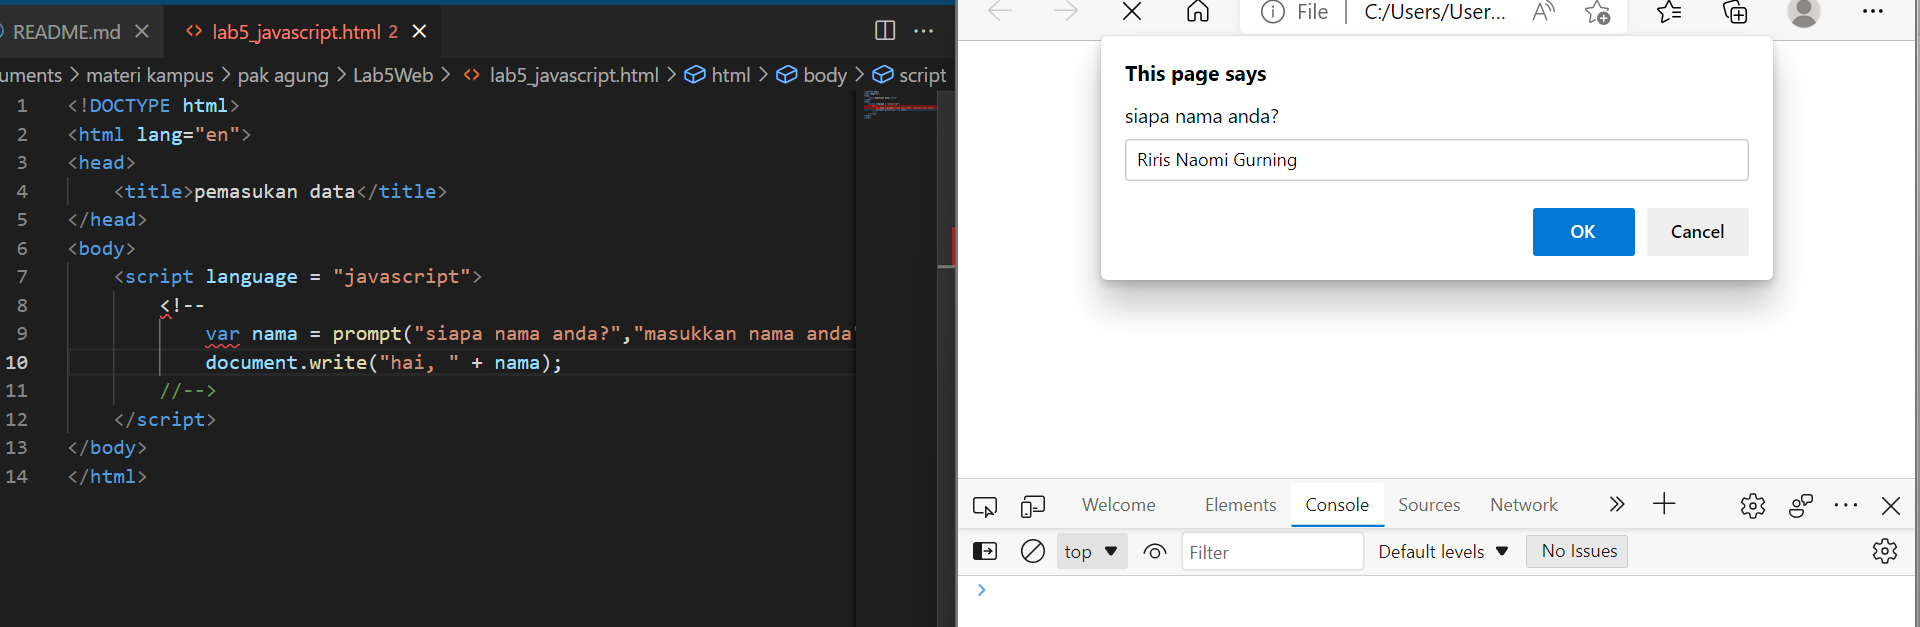 README.md
lab5_javascript.html 2
uments > materi kampus > pak agung > Lab5Web > <> lab5_javascript.html > html > body > script
1 <!DOCTYPE html>
2 <html lang="en">
3 <head>
4 <title>pemasukan data</title>
5 </head>
6 <body>
7 <script language = "javascript">
8 <!--
9 var nama = prompt("siapa nama anda?","masukkan nama anda"
10 document.write("hai, " + nama);
11 //-->
12 </script>
13 </body>
14 </html>
File | C:/Users/User...
This page says
siapa nama anda?
Riris Naomi Gurning
OK Cancel
Welcome Elements Console Sources Network
top Filter Default levels No Issues